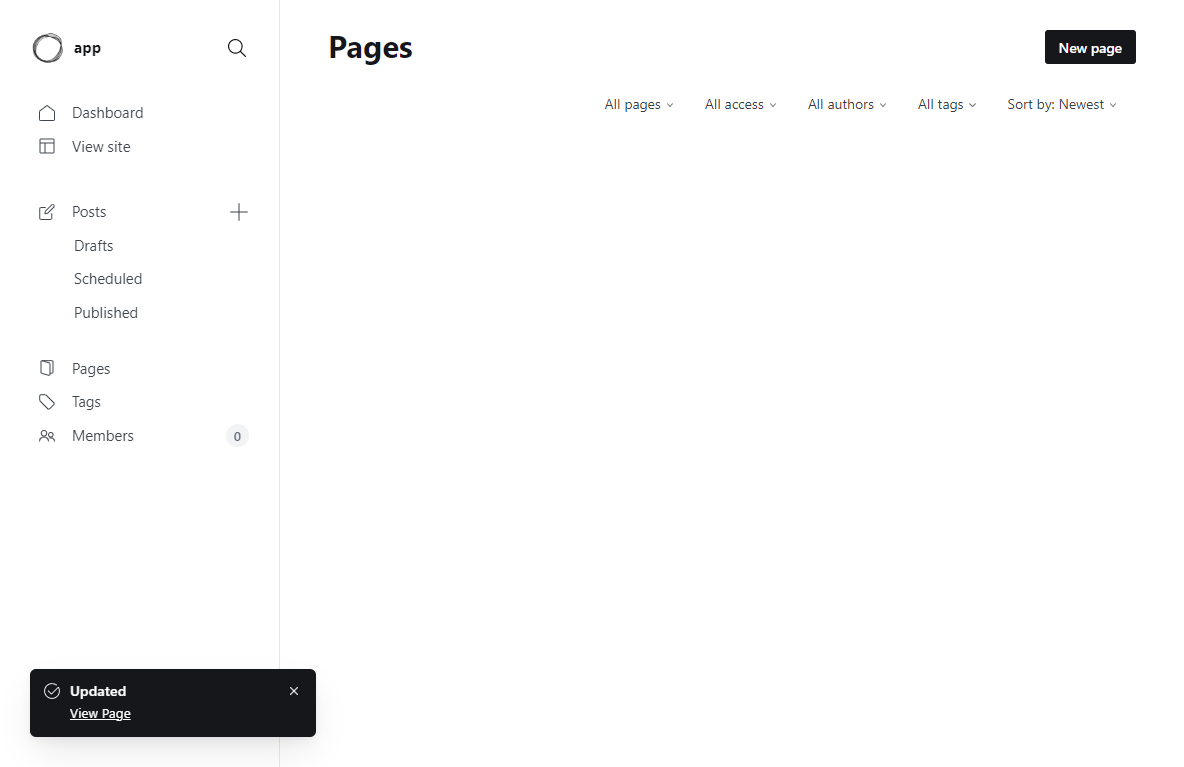 app
Dashboard
View site
Posts
Drafts
Scheduled
Published
Pages
Tags
Members 0
Pages
New page
All pages All access All authors All tags Sort by: Newest
Updated
View Page